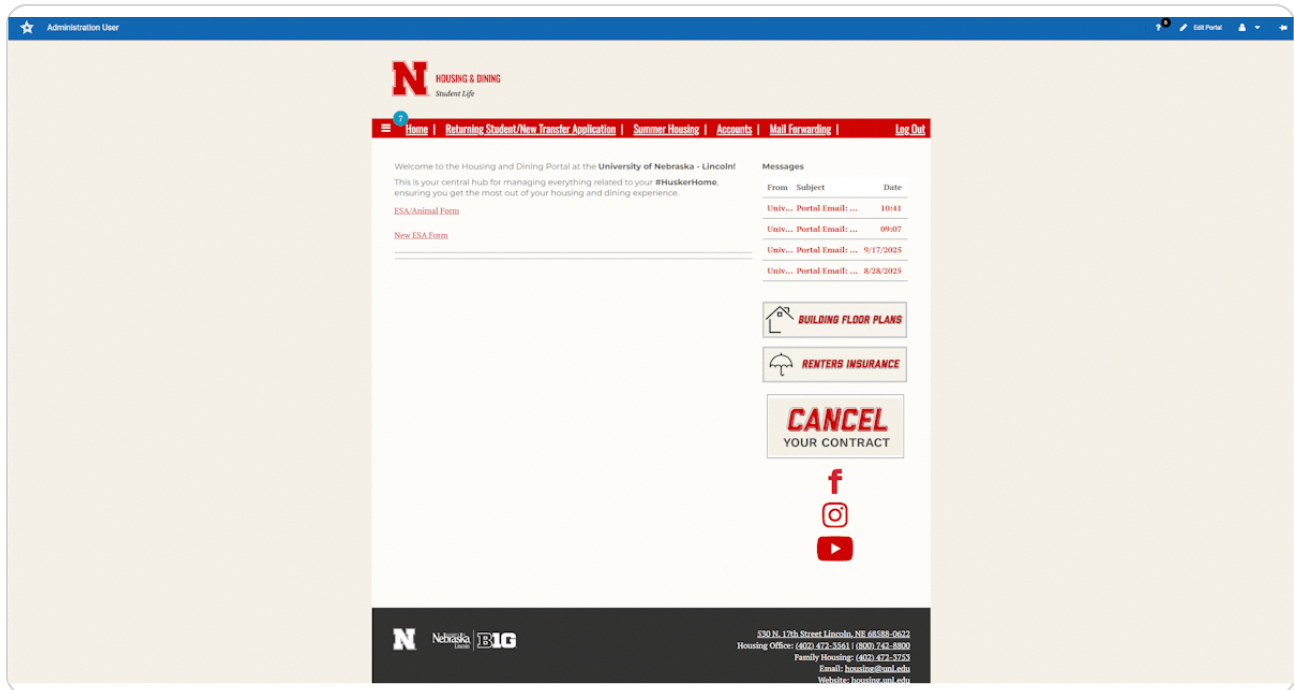 Administration User
? 0 Edit Portal
N HOUSING & DINING
Student Life
7
Home | Returning Student/New Transfer Application | Summer Housing | Accounts | Mail Forwarding | Log Out
Welcome to the Housing and Dining Portal at the University of Nebraska - Lincoln!
This is your central hub for managing everything related to your #HuskerHome,
ensuring you get the most out of your housing and dining experience.
ESA/Animal Form
New ESA Form
Messages
From Subject Date
Univ... Portal Email: ... 10:41
Univ... Portal Email: ... 09:07
Univ... Portal Email: ... 9/17/2025
Univ... Portal Email: ... 8/28/2025
BUILDING FLOOR PLANS
RENTERS INSURANCE
CANCEL
YOUR CONTRACT
N Nebraska Lincoln B1G
530 N. 17th Street Lincoln, NE 68588-0622
Housing Office: (402) 472-3561 | (800) 742-8800
Family Housing: (402) 472-3753
Email: housing@unl.edu
Website: housing.unl.edu